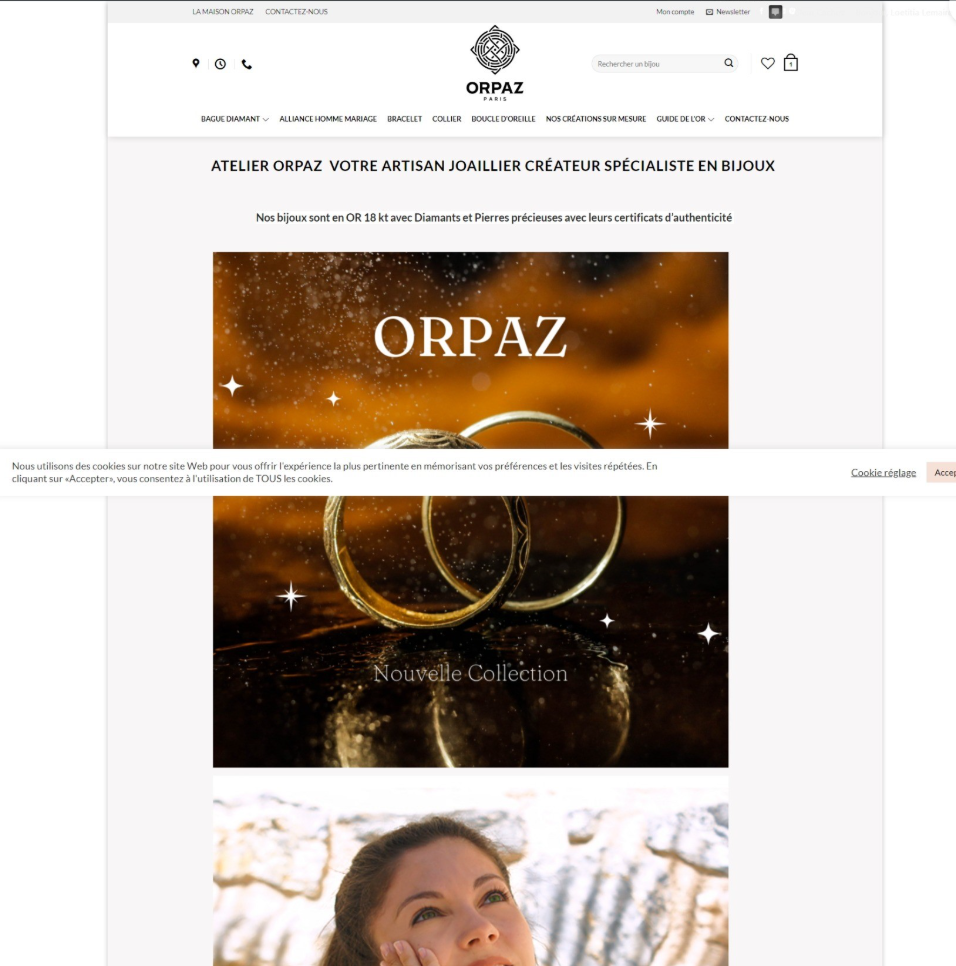 LA MAISON ORPAZ
CONTACTEZ-NOUS
Mon compte
Newsletter
ORPAZ
PARIS
Rechercher un bijou
1
BAGUE DIAMANT
ALLIANCE HOMME MARIAGE
BRACELET
COLLIER
BOUCLE D'OREILLE
NOS CRÉATIONS SUR MESURE
GUIDE DE L'OR
CONTACTEZ-NOUS
ATELIER ORPAZ VOTRE ARTISAN JOAILLIER CRÉATEUR SPÉCIALISTE EN BIJOUX
Nos bijoux sont en OR 18 kt avec Diamants et Pierres précieuses avec leurs certificats d'authenticité
ORPAZ
Nous utilisons des cookies sur notre site Web pour vous offrir l'expérience la plus pertinente en mémorisant vos préférences et les visites répétées. En
cliquant sur «Accepter», vous consentez à l'utilisation de TOUS les cookies.
Cookie réglage
Accep
Nouvelle Collection